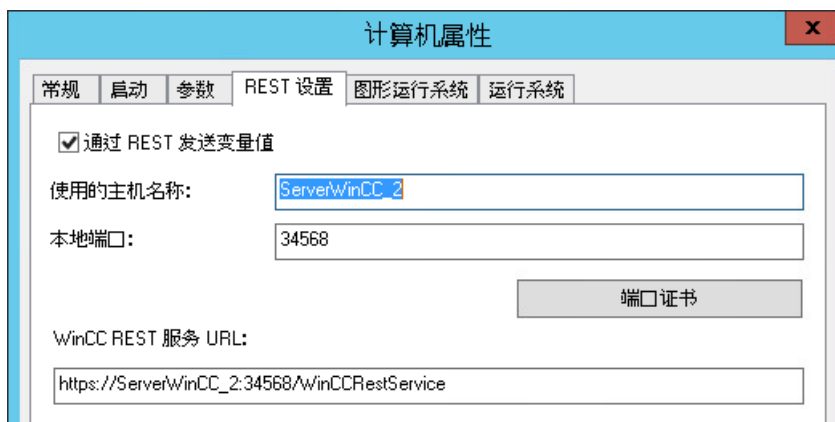 计算机属性
x
常规 启动 参数 REST 设置 图形运行系统 运行系统
通过 REST 发送变量值
使用的主机名称: ServerWinCC_2
本地端口: 34568
端口证书
WinCC REST 服务 URL:
https://ServerWinCC_2:34568/WinCCRestService